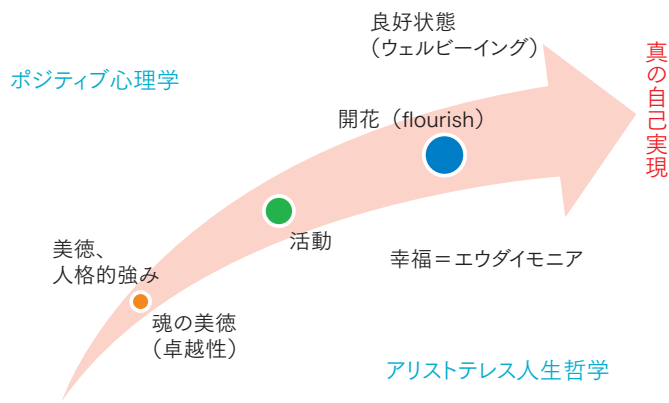 良好状態
（ウェルビーイング）
ポジティブ心理学
真の自己実現
開花（flourish）
活動
美徳、
人格的強み
幸福＝エウダイモニア
魂の美徳
（卓越性）
アリストテレス人生哲学